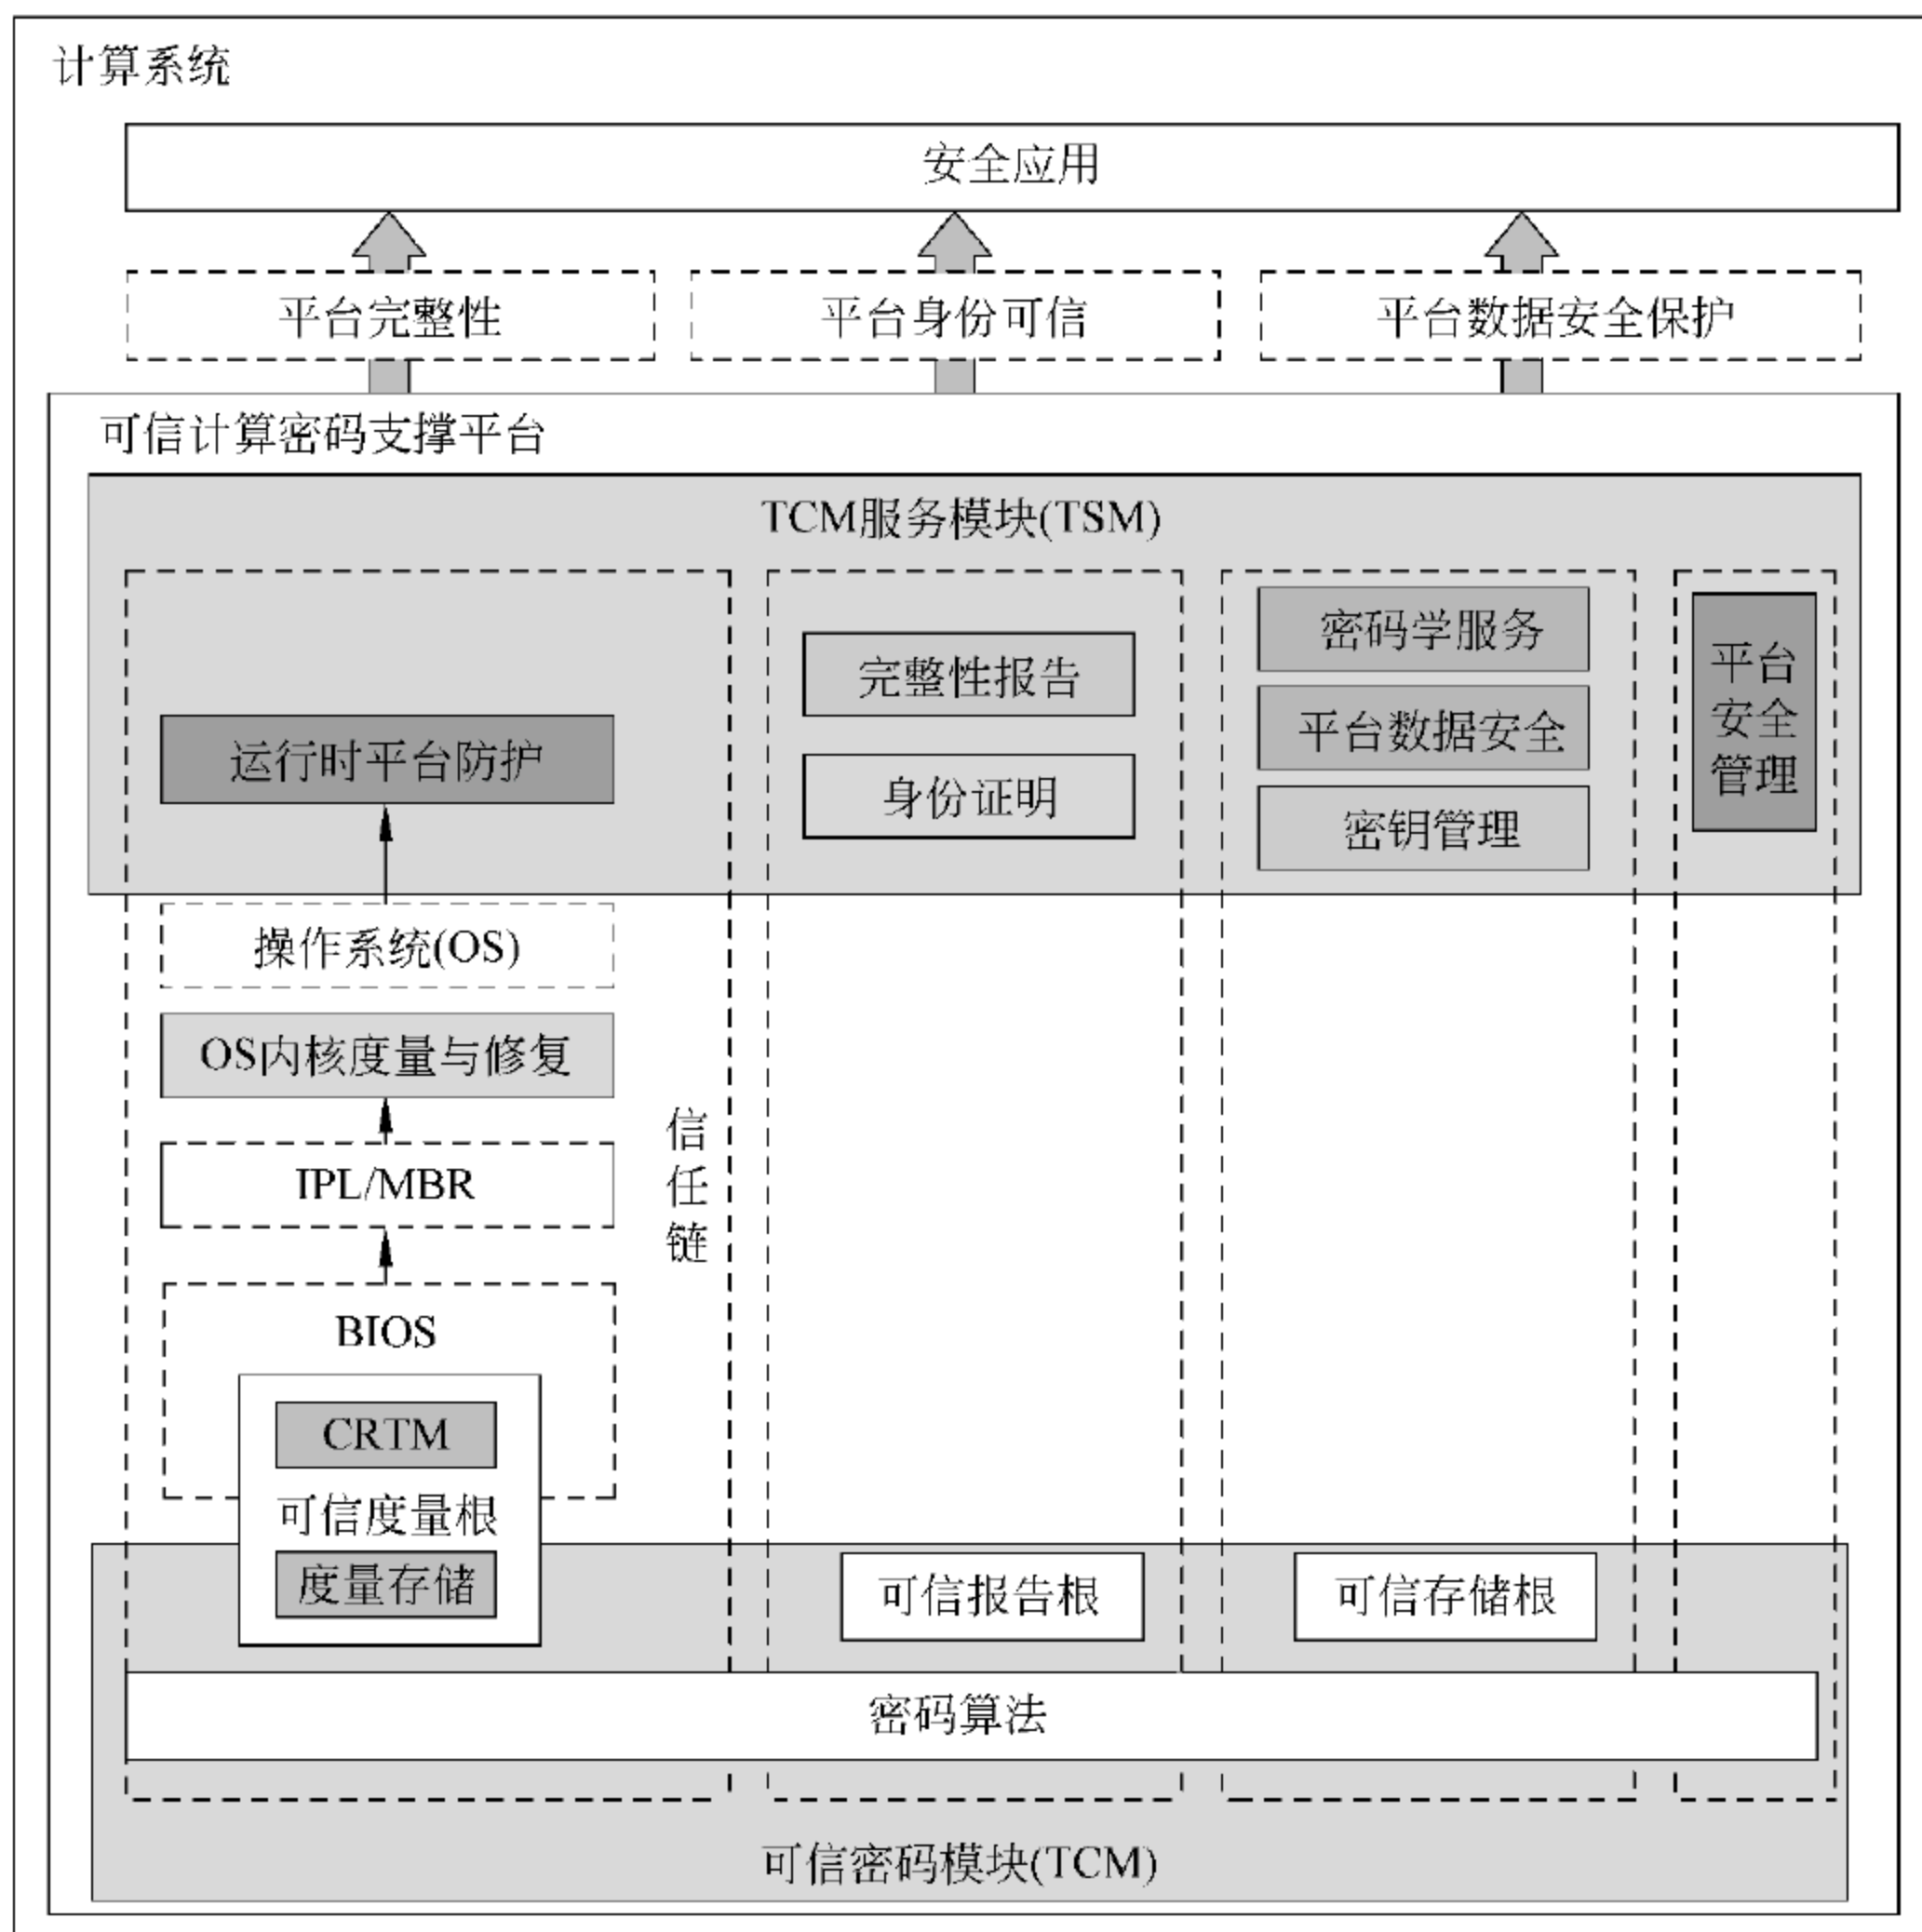 计算系统
安全应用
平台完整性
平台身份可信
平台数据安全保护
可信计算密码支撑平台
TCM服务模块(TSM)
运行时平台防护
完整性报告
身份证明
密码学服务
平台数据安全
密钥管理
平台
安全
管理
操作系统(OS)
OS内核度量与修复
IPL/MBR
信
任
链
BIOS
CRTM
可信度量根
度量存储
可信报告根
可信存储根
密码算法
可信密码模块(TCM)